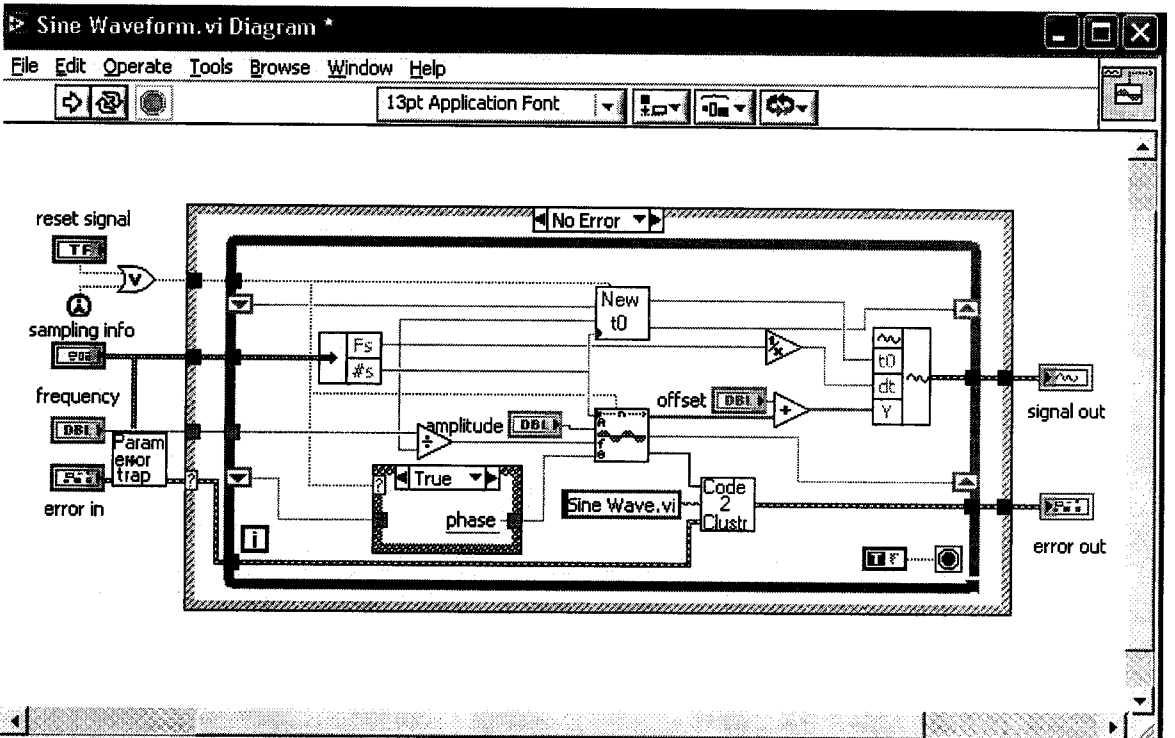 Sine Waveform.vi Diagram *
File Edit Operate Tools Browse Window Help
13pt Application Font
No Error
reset signal
TF
V
New
t0
sampling info
Fs
#s
1/x
t0
dt
Y
signal out
frequency
DBL
offset
DBL
+
amplitude
DBL
÷
A
f
Param
error
trap
?
?
True
phase
Sine Wave.vi
Code
2
Clustr
error in
i
T F
error out